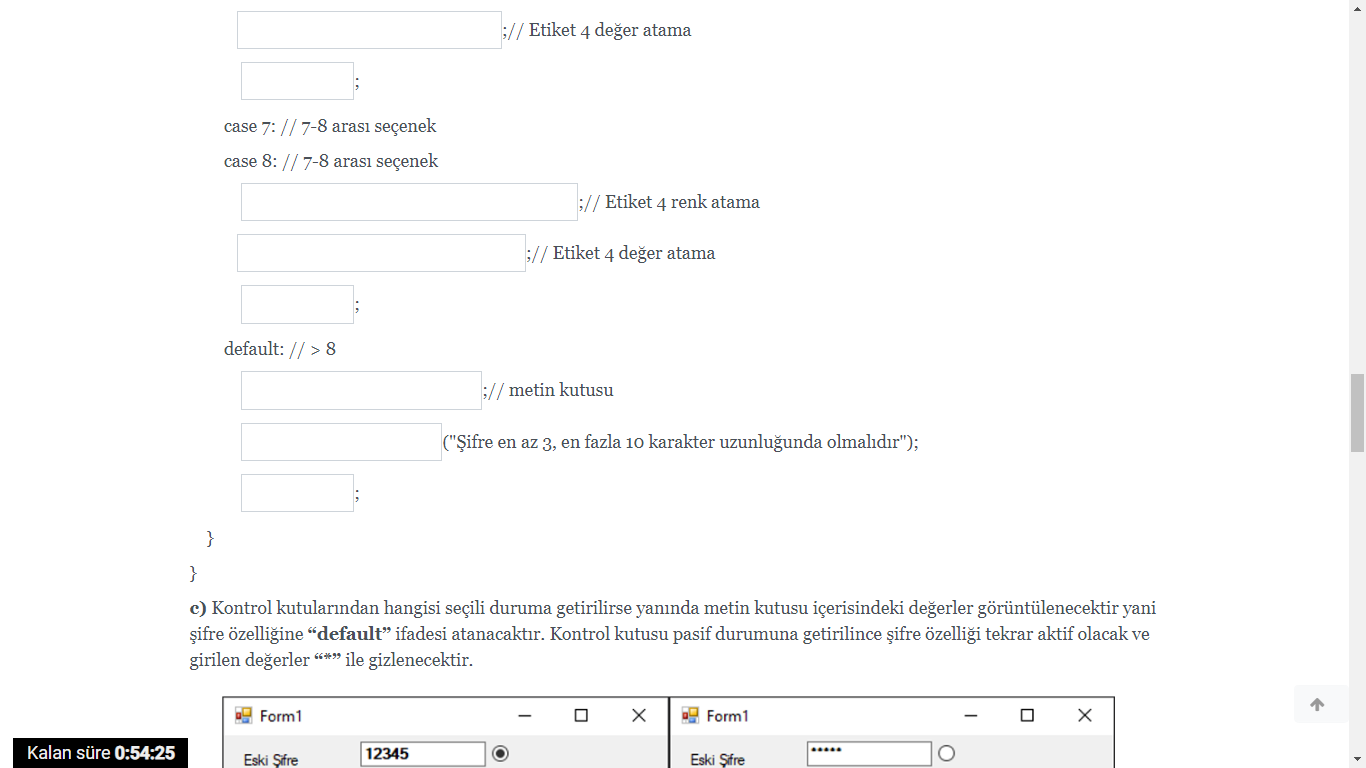 ;// Etiket 4 değer atama
;
case 7: // 7-8 arası seçenek
case 8: // 7-8 arası seçenek
;// Etiket 4 renk atama
;// Etiket 4 değer atama
;
default: // > 8
;// metin kutusu
("Şifre en az 3, en fazla 10 karakter uzunluğunda olmalıdır");
;
}
}
c) Kontrol kutularından hangisi seçili duruma getirilirse yanında metin kutusu içerisindeki değerler görüntülenecektir yani
şifre özelliğine “default” ifadesi atanacaktır. Kontrol kutusu pasif durumuna getirilince şifre özelliği tekrar aktif olacak ve
girilen değerler “*” ile gizlenecektir.
Form1 Form1
Eski Şifre 12345 Eski Şifre *****
Kalan süre 0:54:25